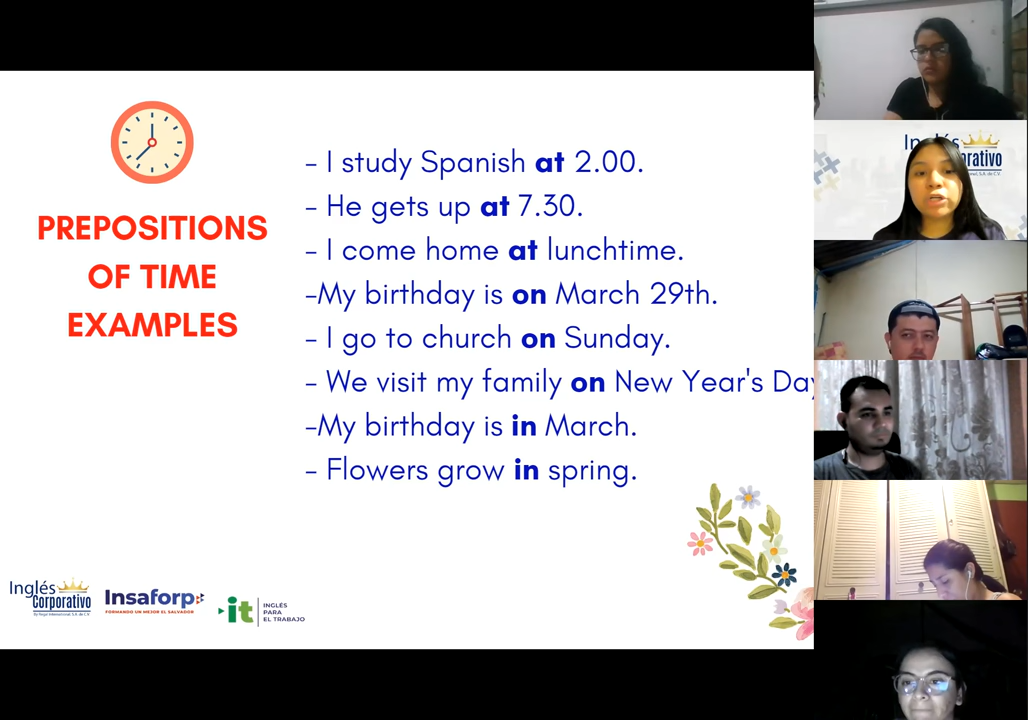 PREPOSITIONS
OF TIME
EXAMPLES
- I study Spanish at 2.00.
- He gets up at 7.30.
- I come home at lunchtime.
-My birthday is on March 29th.
- I go to church on Sunday.
- We visit my family on New Year's Day
-My birthday is in March.
- Flowers grow in spring.
Inglés
Corporativo
Insaforp
FORMANDO UN MEJOR EL SALVADOR
it
INGLÉS
PARA
EL TRABAJO